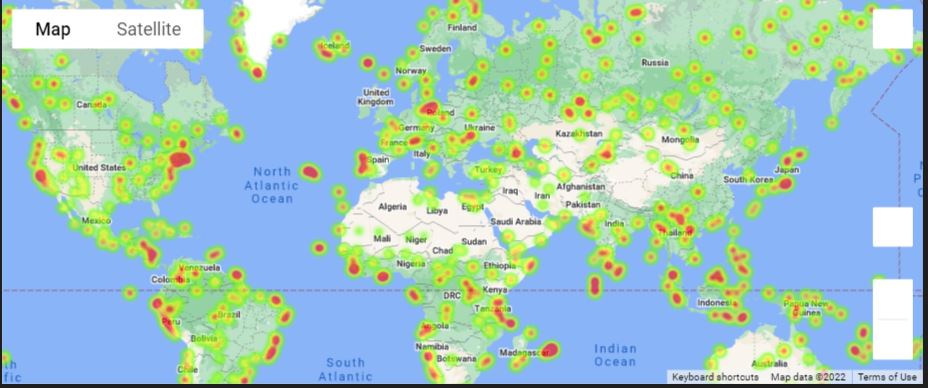 Map Satellite
Iceland
Finland
Sweden
Norway
Russia
United
Kingdom
Canada
Poland
Germany
Ukraine
France
Kazakhstan
Mongolia
Italy
Spain
Turkey
United States
China
South Korea
Japan
North
Atlantic
Ocean
Iraq
Iran
Afghanistan
Pakistan
Algeria
Libya
Egypt
Saudi Arabia
India
Mexico
Thailand
Mali
Niger
Sudan
Chad
Nigeria
Ethiopia
Venezuela
Colombia
DRC
Kenya
Tanzania
Indonesia
Papua New
Guinea
Peru
Brazil
Angola
Bolivia
Namibia
Botswana
Madagascar
Indian
Ocean
Chile
South
Atlantic
Australia
Keyboard shortcuts Map data ©2022 Terms of Use